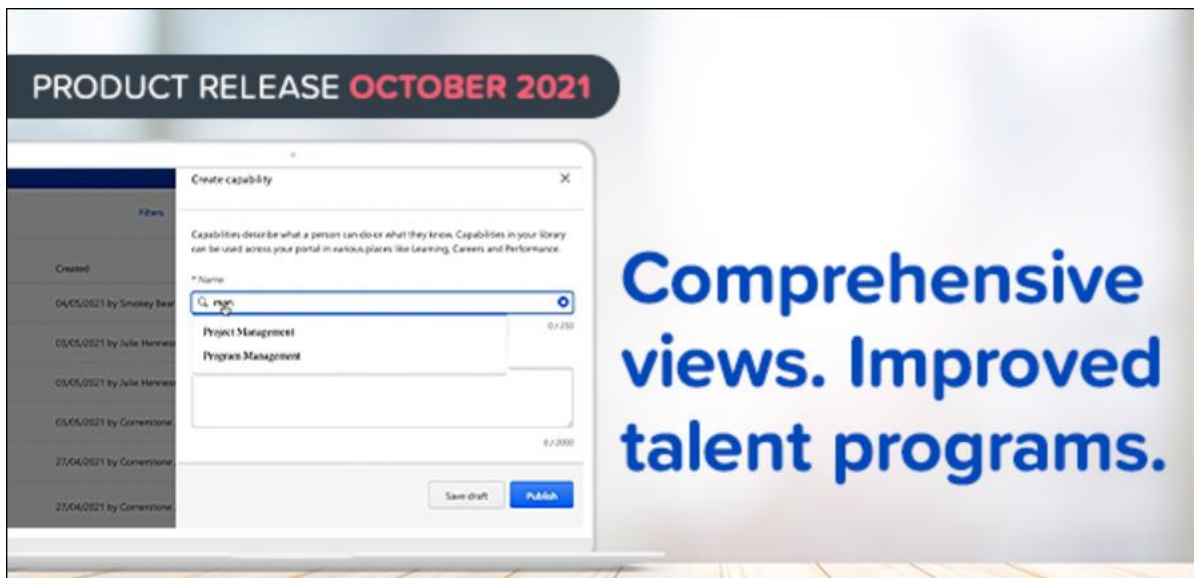 PRODUCT RELEASE OCTOBER 2021
Create capability
Filters
Capabilities describe what a person can do or what they know. Capabilities in your library
can be used across your portal in various places like Learning, Careers and Performance.
Created
* Name
04/05/2021 by Smokey Bear
man
0 / 250
Project Management
Program Management
03/05/2021 by Julie Henness
03/05/2021 by Julie Henness
03/05/2021 by Cornerstone
0 / 2000
27/04/2021 by Cornerstone
27/04/2021 by Cornerstone
Save draft
Publish
Comprehensive
views. Improved
talent programs.